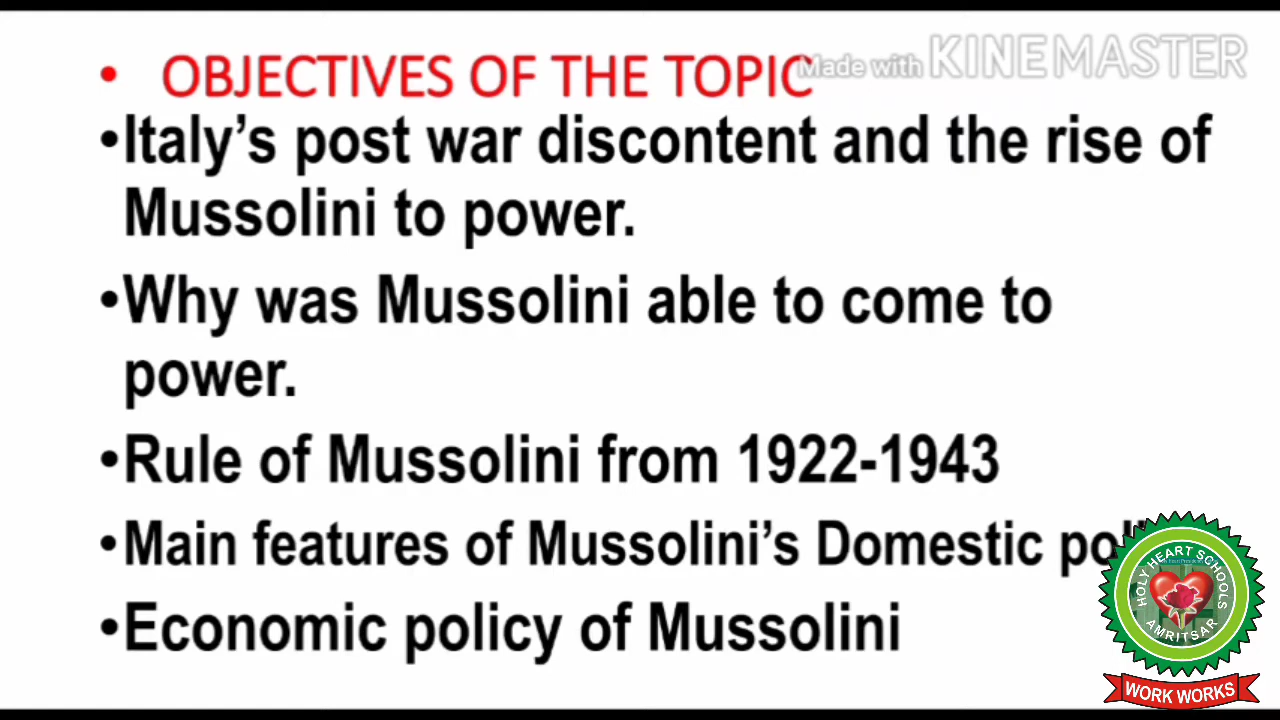 • OBJECTIVES OF THE TOPIC
Made with KINEMASTER
•Italy's post war discontent and the rise of
Mussolini to power.
•Why was Mussolini able to come to
power.
•Rule of Mussolini from 1922-1943
•Main features of Mussolini's Domestic
•Economic policy of Mussolini
HOLY HEART SCHOOLS
AMRITSAR
WORK WORKS